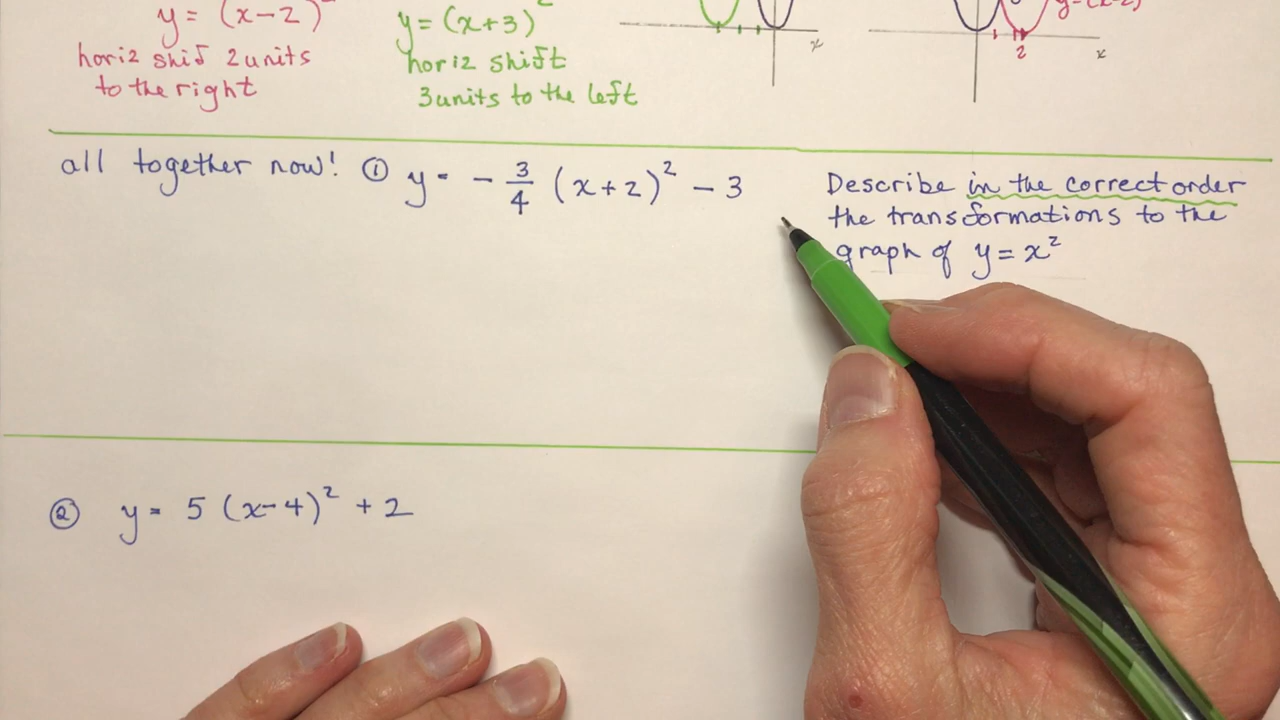 y = (x-2)
y = (x+3)²
horiz shif 2 units
to the right
horiz shift
3 units to the left
x
2
x
all together now! ① y = - 3/4 (x+2)² - 3
Describe in the correct order
the transformations to the
graph of y = x²
② y = 5 (x-4)² + 2